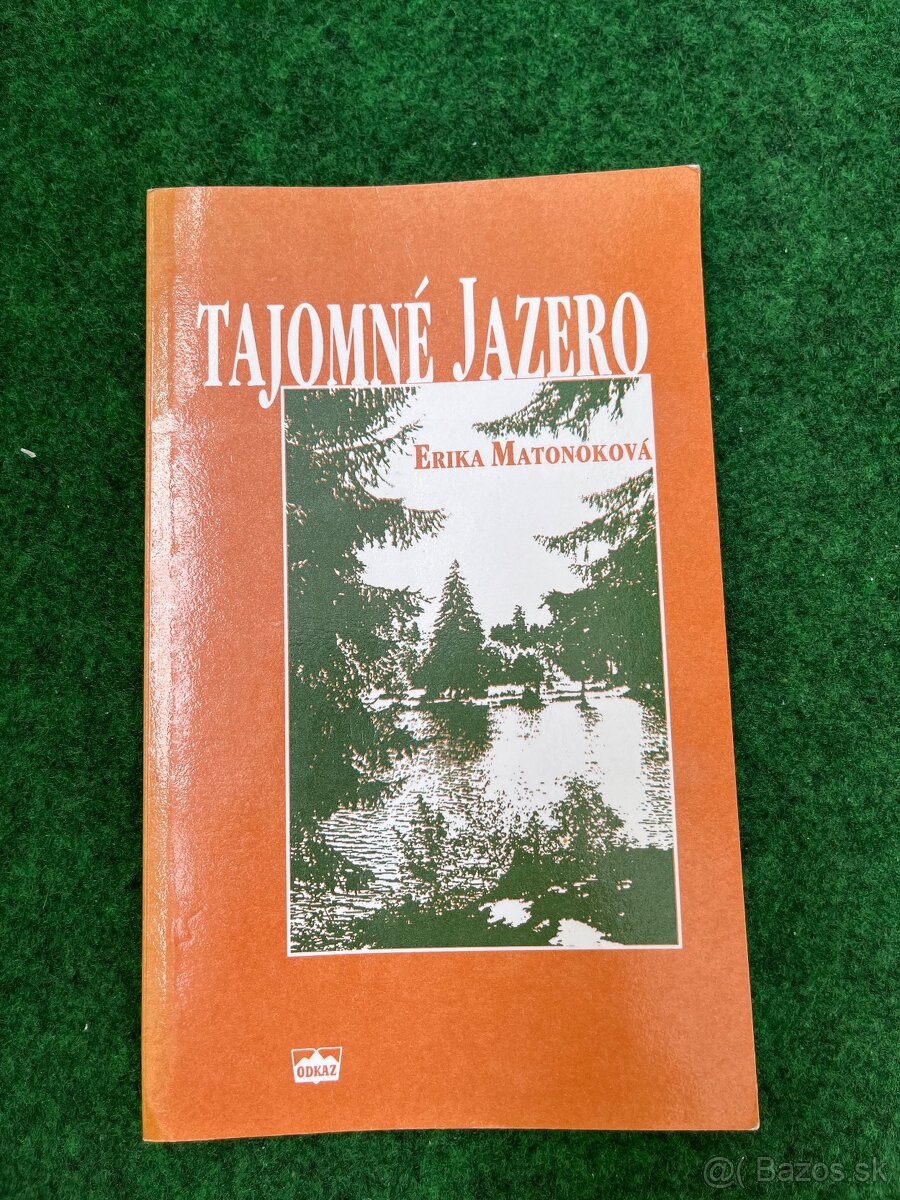 TAJOMNÉ JAZERO
ERIKA MATONOKOVÁ
ODKAZ
@( Bazos.sk